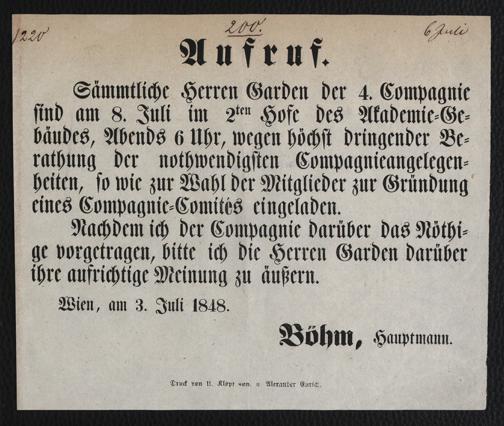 1220
200.
6 Juli
Aufruf.
Sämmtliche Herren Garden der 4. Compagnie
sind am 8. Juli im 2ten Hofe des Akademie-Ge-
bäudes, Abends 6 Uhr, wegen höchst dringender Be-
rathung der nothwendigsten Compagnieangelegen-
heiten, so wie zur Wahl der Mitglieder zur Gründung
eines Compagnie-Comités eingeladen.
Nachdem ich der Compagnie darüber das Nöthi-
ge vorgetragen, bitte ich die Herren Garden darüber
ihre aufrichtige Meinung zu äußern.
Wien, am 3. Juli 1848.
Böhm, Hauptmann.
Druck von U. Klopf sen. u. Alexander Eurich.